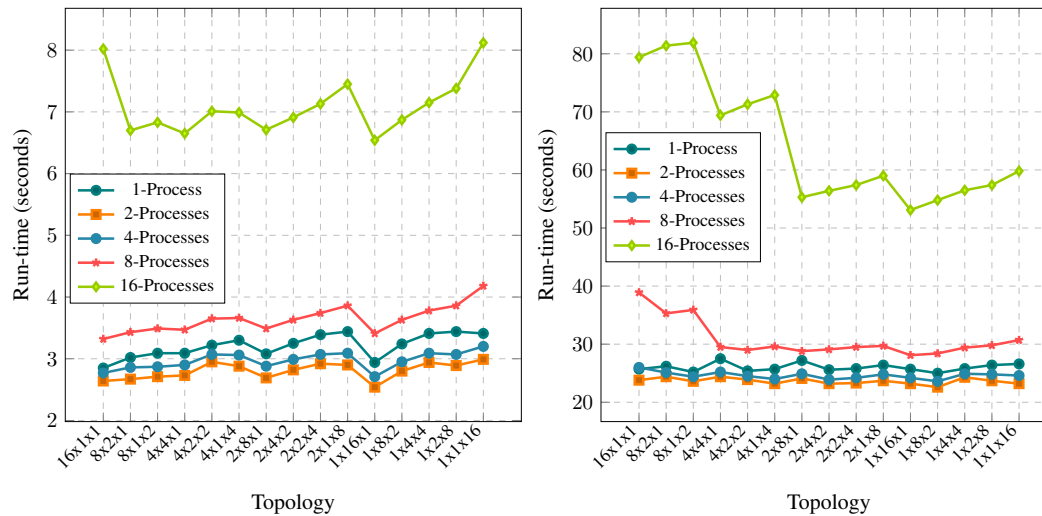 8
7
6
5
4
3
2
Run-time (seconds)
1-Process
2-Processes
4-Processes
8-Processes
16-Processes
16x1x1
8x2x1
8x1x2
4x4x1
4x2x2
4x1x4
2x8x1
2x4x2
2x2x4
2x1x8
1x16x1
1x8x2
1x4x4
1x2x8
1x1x16
Topology
80
70
60
50
40
30
20
Run-time (seconds)
1-Process
2-Processes
4-Processes
8-Processes
16-Processes
16x1x1
8x2x1
8x1x2
4x4x1
2x2x2
4x1x4
2x8x1
2x4x2
2x2x4
2x1x8
1x16x1
1x8x2
1x4x4
1x2x8
1x1x16
Topology